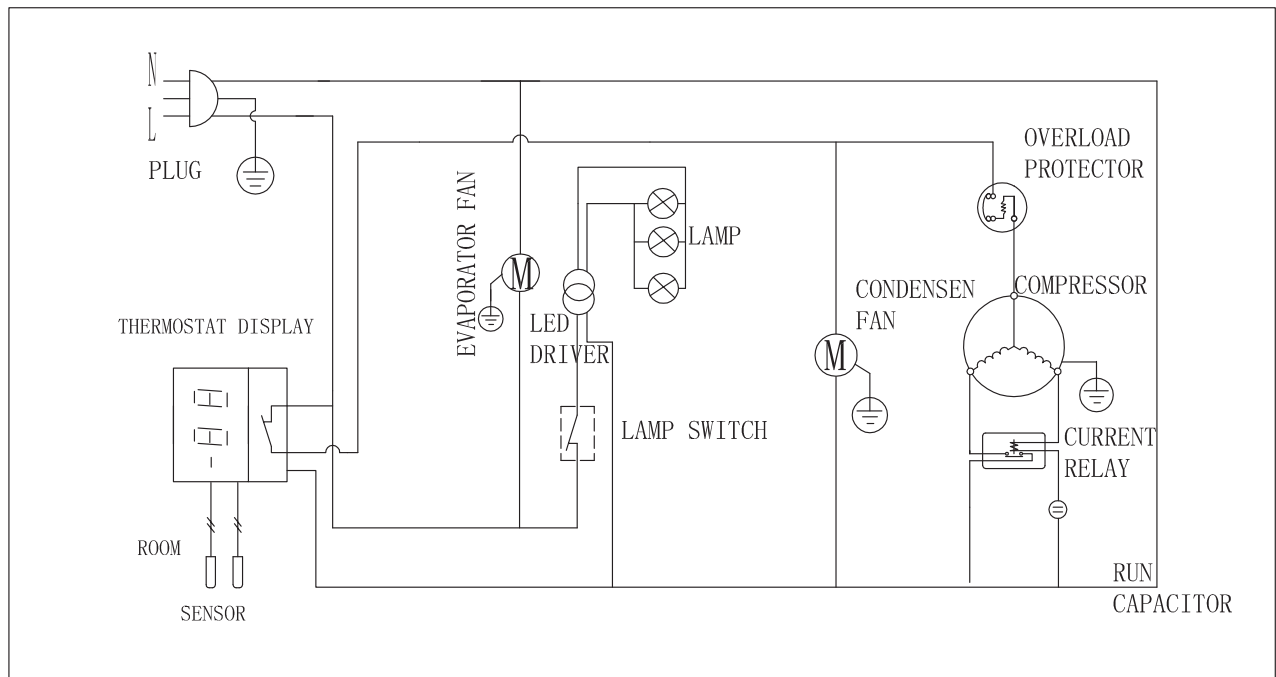 N
L
PLUG
OVERLOAD
PROTECTOR
EVAPORATOR FAN
M
LAMP
CONDENSEN
FAN
COMPRESSOR
THERMOSTAT DISPLAY
LED
DRIVER
M
LAMP SWITCH
CURRENT
RELAY
ROOM
SENSOR
RUN
CAPACITOR